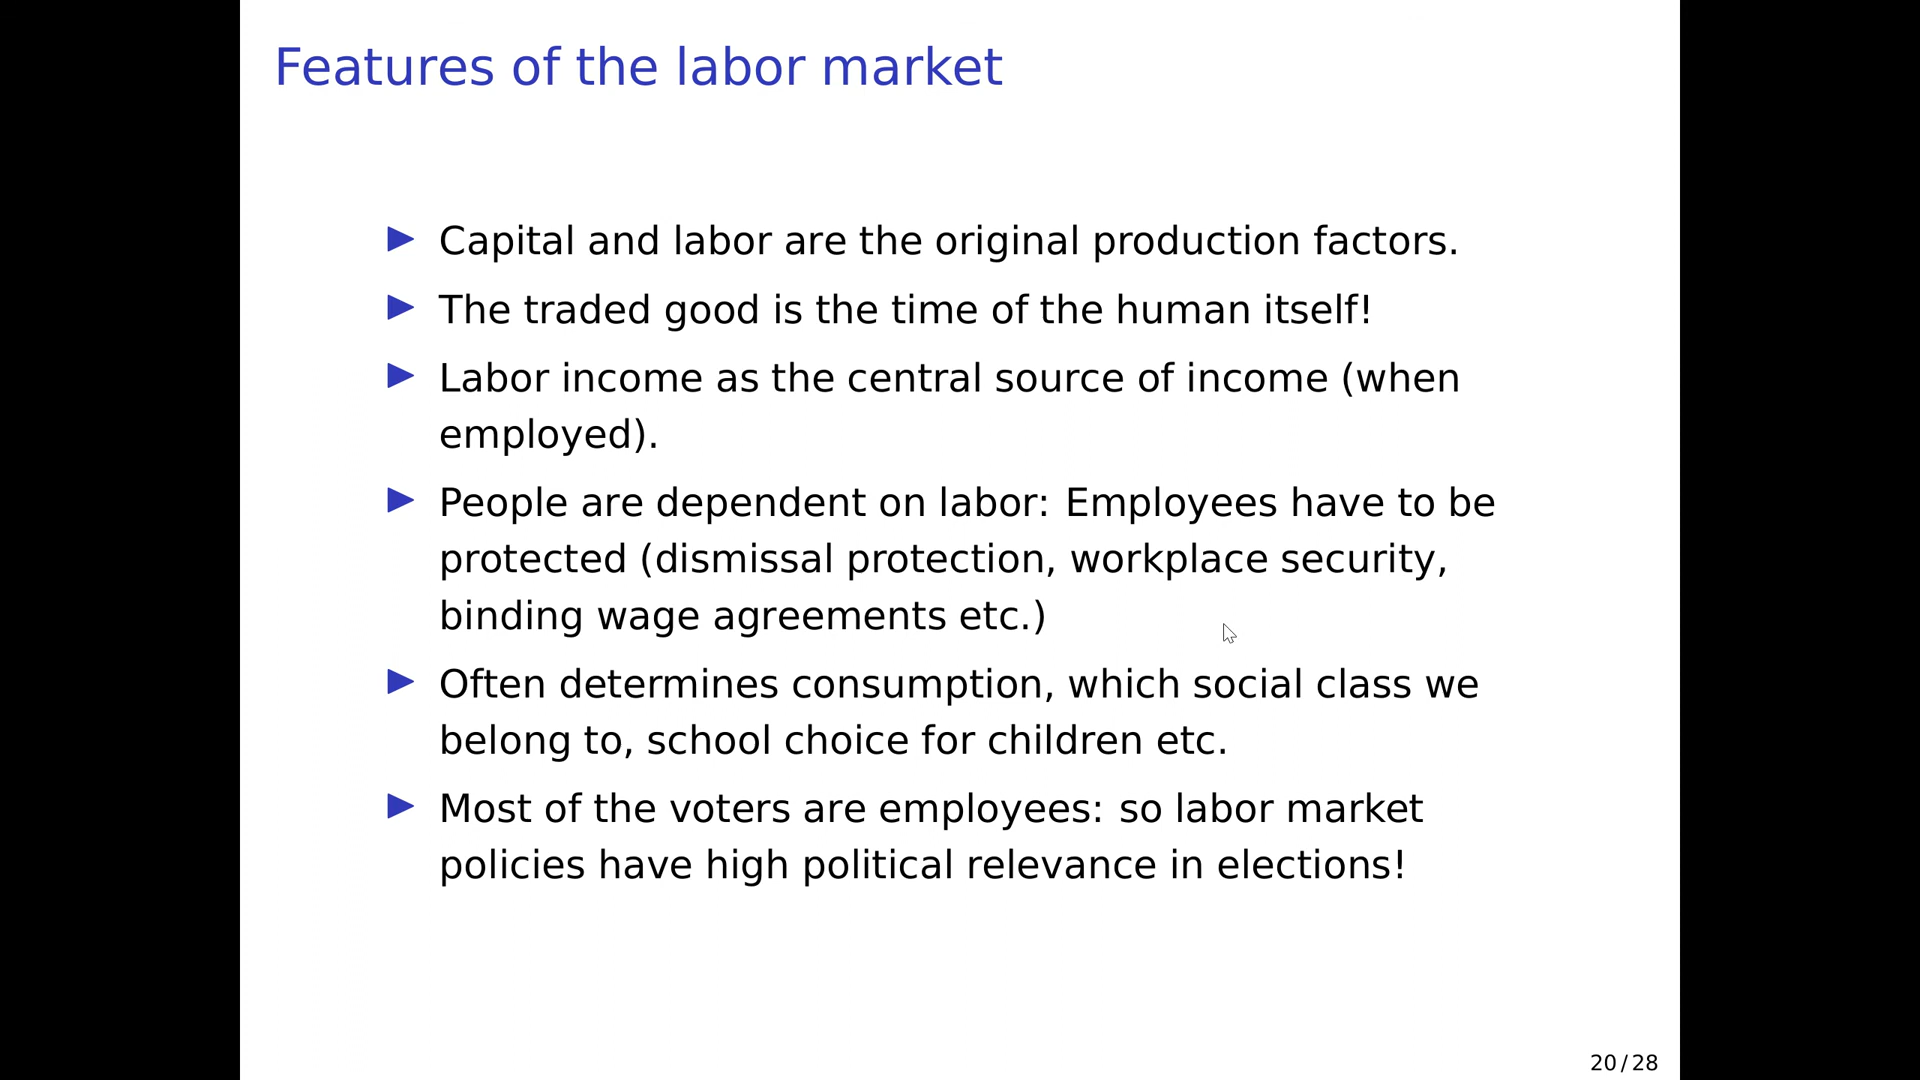 Features of the labor market
▶ Capital and labor are the original production factors.
▶ The traded good is the time of the human itself!
▶ Labor income as the central source of income (when
employed).
▶ People are dependent on labor: Employees have to be
protected (dismissal protection, workplace security,
binding wage agreements etc.)
▶ Often determines consumption, which social class we
belong to, school choice for children etc.
▶ Most of the voters are employees: so labor market
policies have high political relevance in elections!
20 / 28